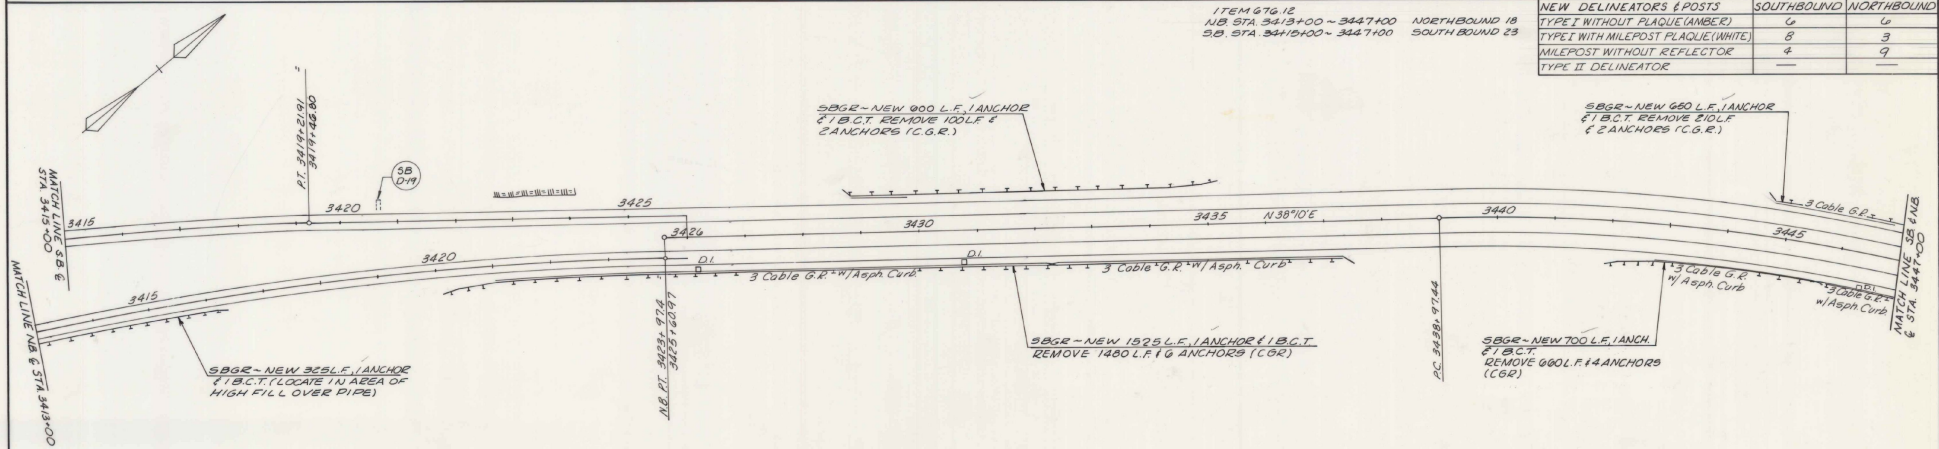 ITEM 676.12
N.B. STA. 3413+00 ~ 3447+00 NORTHBOUND 18
S.B. STA. 3415+00 ~ 3447+00 SOUTHBOUND 23
NEW DELINEATORS & POSTS SOUTHBOUND NORTHBOUND
TYPE I WITHOUT PLAQUE (AMBER) 6 6
TYPE I WITH MILEPOST PLAQUE (WHITE) 8 3
MILEPOST WITHOUT REFLECTOR 4 9
TYPE II DELINEATOR — —
P.T. 3419+21.91
3419+46.80
SB
D-19
SBGR~NEW 600 L.F., 1 ANCHOR
& 1 B.C.T. REMOVE 100 L.F. &
2 ANCHORS (C.G.R.)
SBGR~NEW 650 L.F., 1 ANCHOR
& 1 B.C.T. REMOVE 210 L.F.
& 2 ANCHORS (C.G.R.)
MATCH LINE S.B. ℄
STA. 3415+00
3415
3420
3425
3426
3430
3435
N 38°10' E
3440
3445
3 Cable G.R.
MATCH LINE S.B. & N.B.
℄ STA. 3447+00
MATCH LINE N.B. ℄ STA 3413+00
3415
3420
D.I.
3 Cable G.R. w/Asph. Curb
D.I.
3 Cable G.R. w/ Asph. Curb
3 Cable G.R.
w/ Asph. Curb
D.I.
3 Cable G.R.
w/ Asph. Curb
N.B. P.T. 3423+97.4
3425+60.97
P.C. 3438+97.44
SBGR~NEW 325 L.F., 1 ANCHOR
& 1 B.C.T. (LOCATE IN AREA OF
HIGH FILL OVER PIPE)
SBGR~NEW 1525 L.F., 1 ANCHOR & 1 B.C.T.
REMOVE 1480 L.F. & 6 ANCHORS (CGR)
SBGR~NEW 700 L.F., 1 ANCH.
& 1 B.C.T.
REMOVE 660 L.F. & 4 ANCHORS
(CGR)